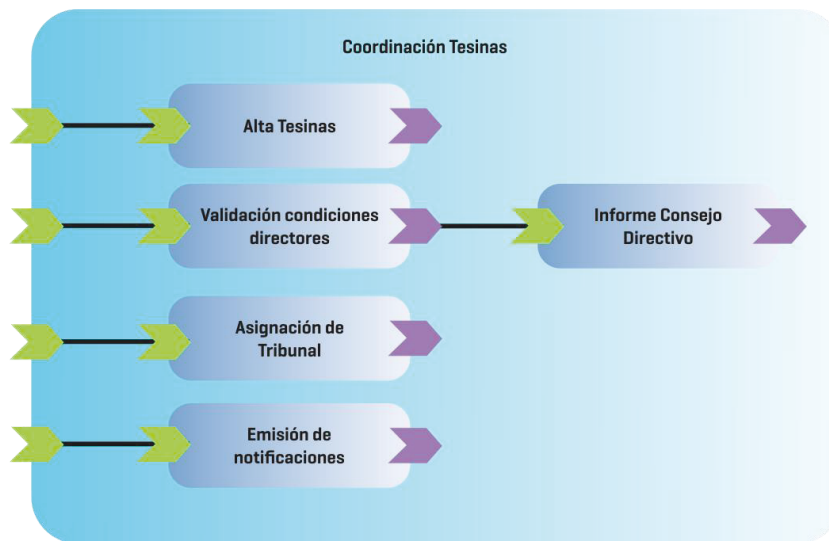 Coordinación Tesinas
Alta Tesinas
Validación condiciones
directores
Informe Consejo
Directivo
Asignación de
Tribunal
Emisión de
notificaciones